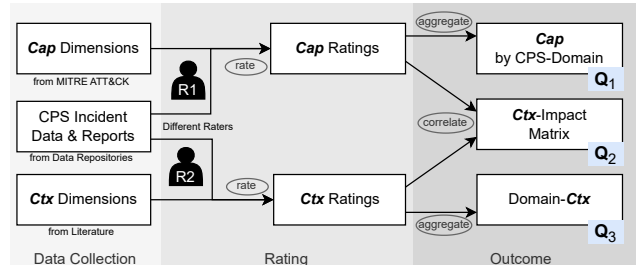 Cap Dimensions
from MITRE ATT&CK
CPS Incident
Data & Reports
from Data Repositories
Ctx Dimensions
from Literature
Data Collection
R1
Different Raters
R2
rate
rate
Cap Ratings
Ctx Ratings
Rating
aggregate
correlate
aggregate
Cap
by CPS-Domain
Q1
Ctx-Impact
Matrix
Q2
Domain-Ctx
Q3
Outcome